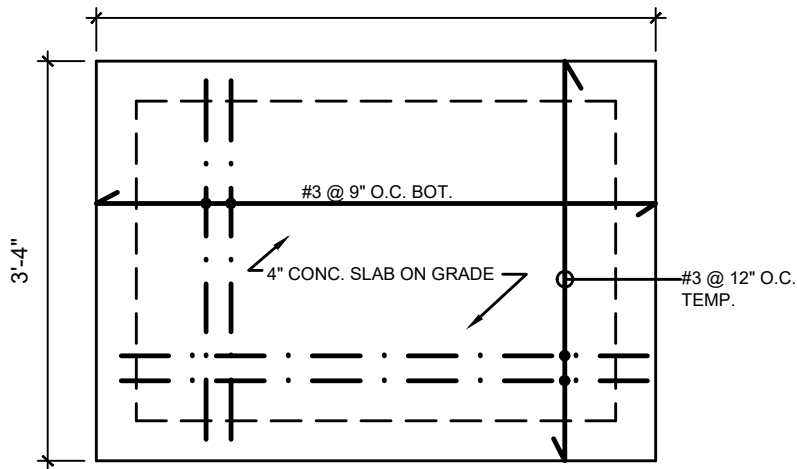 #3 @ 9" O.C. BOT.
4" CONC. SLAB ON GRADE
3'-4"
#3 @ 12" O.C.
TEMP.